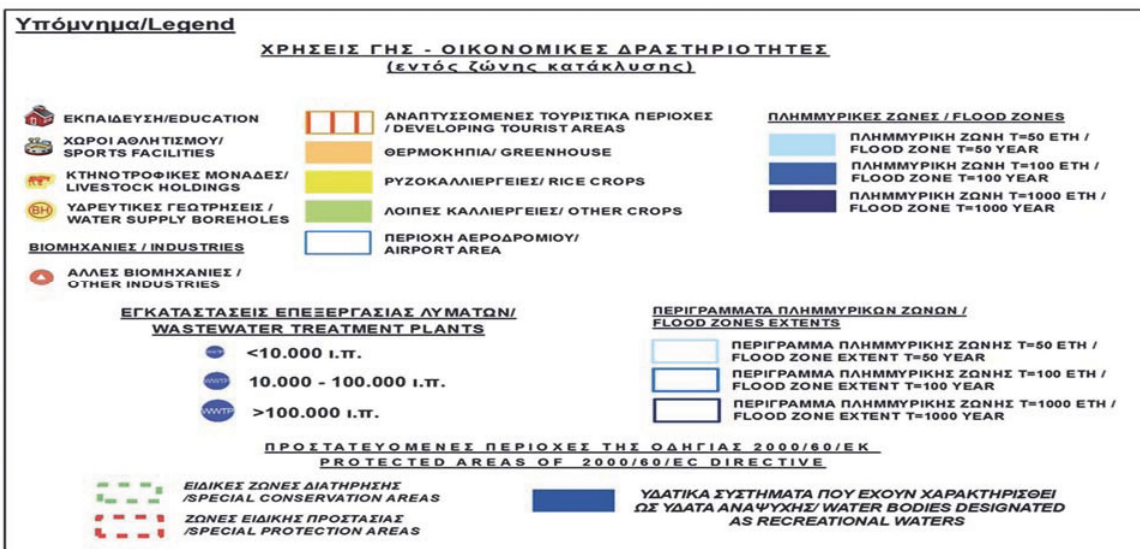 Υπόμνημα/Legend
ΧΡΗΣΕΙΣ ΓΗΣ - ΟΙΚΟΝΟΜΙΚΕΣ ΔΡΑΣΤΗΡΙΟΤΗΤΕΣ
(εντός ζώνης κατάκλυσης)
ΕΚΠΑΙΔΕΥΣΗ/EDUCATION
ΧΩΡΟΙ ΑΘΛΗΤΙΣΜΟΥ/
SPORTS FACILITIES
ΚΤΗΝΟΤΡΟΦΙΚΕΣ ΜΟΝΑΔΕΣ/
LIVESTOCK HOLDINGS
BH
ΥΔΡΕΥΤΙΚΕΣ ΓΕΩΤΡΗΣΕΙΣ /
WATER SUPPLY BOREHOLES
ΒΙΟΜΗΧΑΝΙΕΣ / INDUSTRIES
ΑΛΛΕΣ ΒΙΟΜΗΧΑΝΙΕΣ /
OTHER INDUSTRIES
ΑΝΑΠΤΥΣΣΟΜΕΝΕΣ ΤΟΥΡΙΣΤΙΚΑ ΠΕΡΙΟΧΕΣ
/ DEVELOPING TOURIST AREAS
ΘΕΡΜΟΚΗΠΙΑ/ GREENHOUSE
ΡΥΖΟΚΑΛΛΙΕΡΓΕΙΕΣ/ RICE CROPS
ΛΟΙΠΕΣ ΚΑΛΛΙΕΡΓΕΙΕΣ/ OTHER CROPS
ΠΕΡΙΟΧΗ ΑΕΡΟΔΡΟΜΙΟΥ/
AIRPORT AREA
ΠΛΗΜΜΥΡΙΚΕΣ ΖΩΝΕΣ / FLOOD ZONES
ΠΛΗΜΜΥΡΙΚΗ ΖΩΝΗ T=50 ΕΤΗ /
FLOOD ZONE T=50 YEAR
ΠΛΗΜΜΥΡΙΚΗ ΖΩΝΗ T=100 ΕΤΗ /
FLOOD ZONE T=100 YEAR
ΠΛΗΜΜΥΡΙΚΗ ΖΩΝΗ T=1000 ΕΤΗ /
FLOOD ZONE T=1000 YEAR
ΕΓΚΑΤΑΣΤΑΣΕΙΣ ΕΠΕΞΕΡΓΑΣΙΑΣ ΛΥΜΑΤΩΝ/
WASTEWATER TREATMENT PLANTS
<10.000 ι.π.
WWTP 10.000 - 100.000 ι.π.
WWTP >100.000 ι.π.
ΠΕΡΙΓΡΑΜΜΑΤΑ ΠΛΗΜΜΥΡΙΚΩΝ ΖΩΝΩΝ /
FLOOD ZONES EXTENTS
ΠΕΡΙΓΡΑΜΜΑ ΠΛΗΜΜΥΡΙΚΗΣ ΖΩΝΗΣ T=50 ΕΤΗ /
FLOOD ZONE EXTENT T=50 YEAR
ΠΕΡΙΓΡΑΜΜΑ ΠΛΗΜΜΥΡΙΚΗΣ ΖΩΝΗΣ T=100 ΕΤΗ /
FLOOD ZONE EXTENT T=100 YEAR
ΠΕΡΙΓΡΑΜΜΑ ΠΛΗΜΜΥΡΙΚΗΣ ΖΩΝΗΣ T=1000 ΕΤΗ /
FLOOD ZONE EXTENT T=1000 YEAR
ΠΡΟΣΤΑΤΕΥΟΜΕΝΕΣ ΠΕΡΙΟΧΕΣ ΤΗΣ ΟΔΗΓΙΑΣ 2000/60/ΕΚ
PROTECTED AREAS OF 2000/60/EC DIRECTIVE
ΕΙΔΙΚΕΣ ΖΩΝΕΣ ΔΙΑΤΗΡΗΣΗΣ
/SPECIAL CONSERVATION AREAS
ΖΩΝΕΣ ΕΙΔΙΚΗΣ ΠΡΟΣΤΑΣΙΑΣ
/SPECIAL PROTECTION AREAS
ΥΔΑΤΙΚΑ ΣΥΣΤΗΜΑΤΑ ΠΟΥ ΕΧΟΥΝ ΧΑΡΑΚΤΗΡΙΣΘΕΙ
ΩΣ ΥΔΑΤΑ ΑΝΑΨΥΧΗΣ/ WATER BODIES DESIGNATED
AS RECREATIONAL WATERS